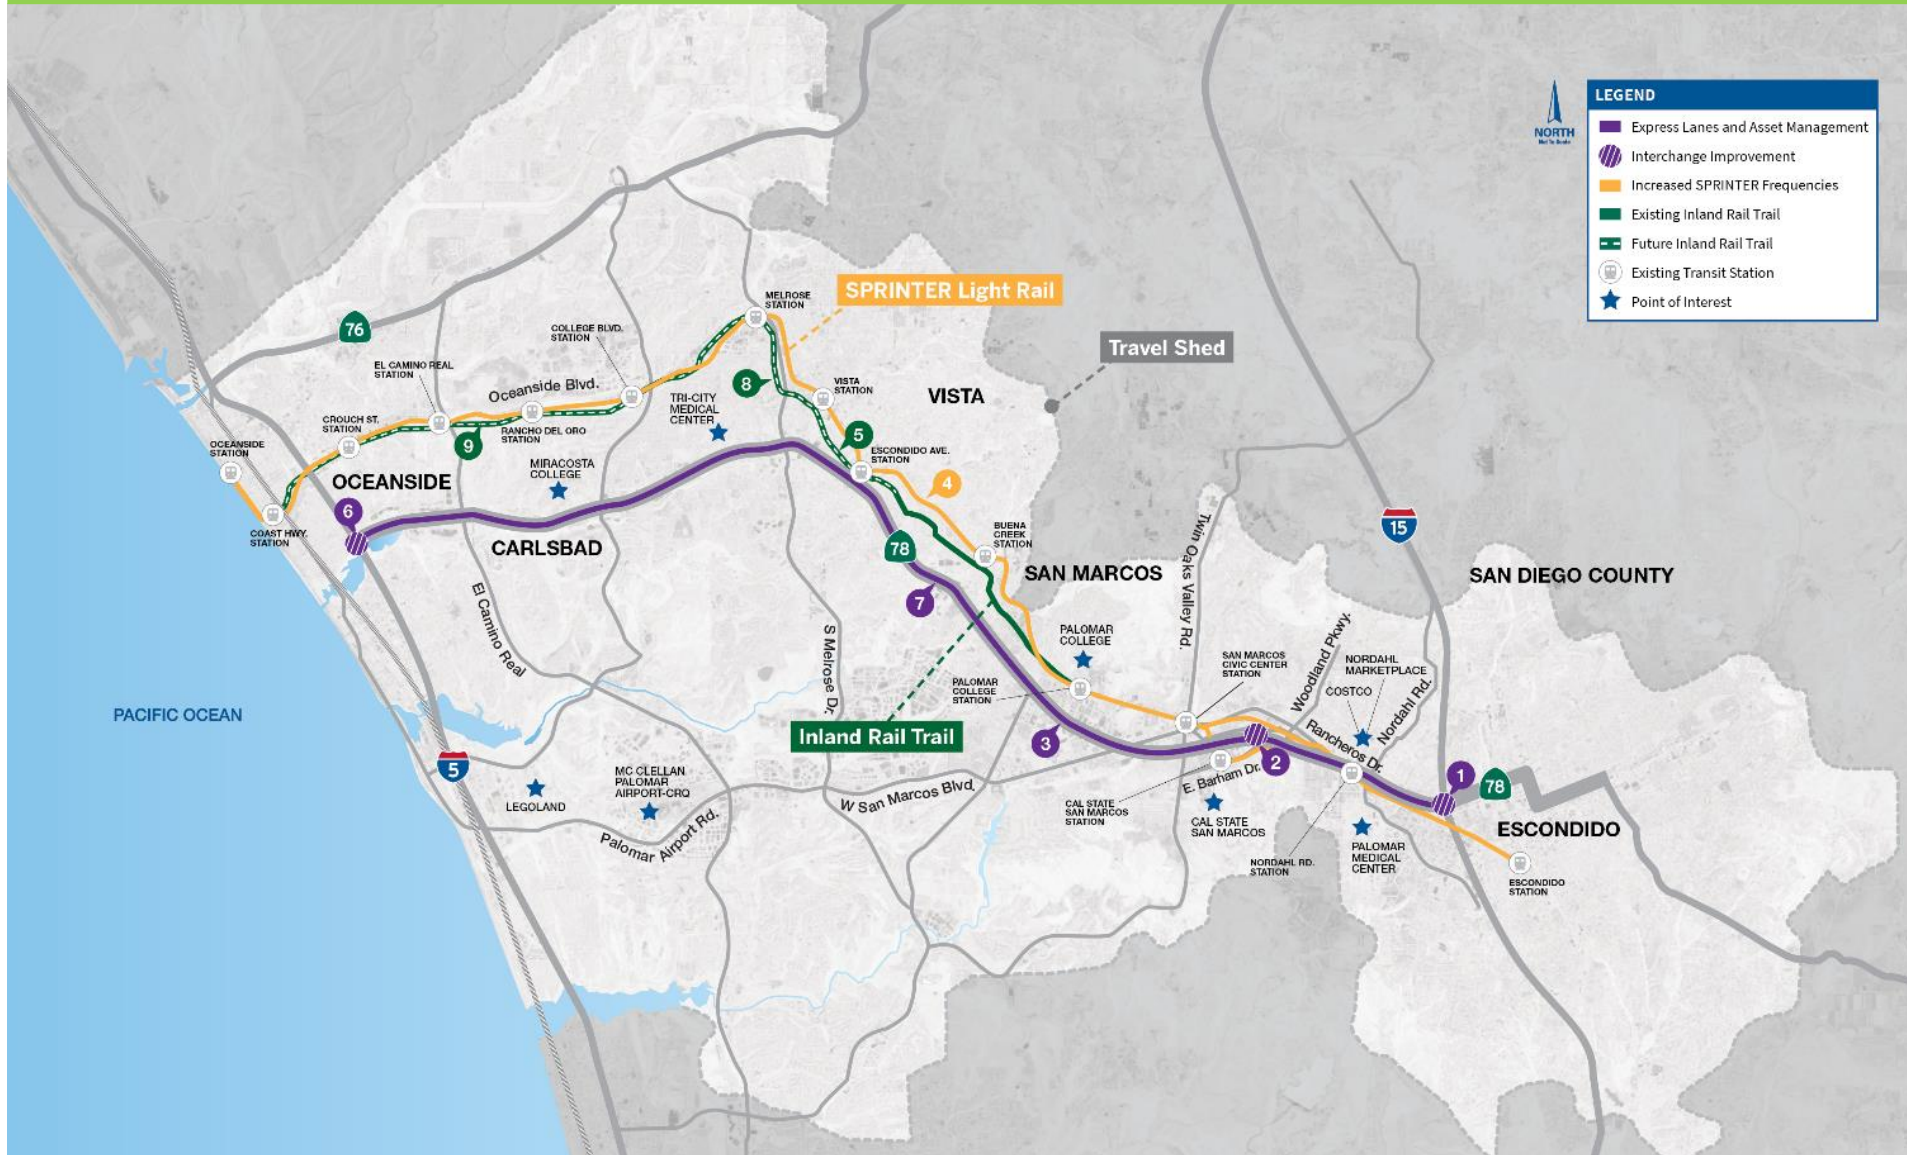 LEGEND
Express Lanes and Asset Management
Interchange Improvement
Increased SPRINTER Frequencies
Existing Inland Rail Trail
Future Inland Rail Trail
Existing Transit Station
Point of Interest
NORTH
Not To Scale
76
MELROSE
STATION
SPRINTER Light Rail
COLLEGE BLVD.
STATION
EL CAMINO REAL
STATION
Travel Shed
Oceanside Blvd.
8
VISTA
STATION
VISTA
TRI-CITY
MEDICAL
CENTER
CROUCH ST.
STATION
RANCHO DEL ORO
STATION
9
5
OCEANSIDE
STATION
ESCONDIDO AVE.
STATION
MIRACOSTA
COLLEGE
OCEANSIDE
4
6
COAST HWY.
STATION
CARLSBAD
BUENA
CREEK
STATION
78
15
Twin Oaks Valley Rd.
SAN MARCOS
SAN DIEGO COUNTY
7
El Camino Real
S Melrose Dr.
PALOMAR
COLLEGE
SAN MARCOS
CIVIC CENTER
STATION
Woodland Pkwy.
NORDAHL
MARKETPLACE
COSTCO
Nordahl Rd.
PALOMAR
COLLEGE
STATION
PACIFIC OCEAN
Inland Rail Trail
3
Rancheros Dr.
2
5
1
78
E. Barham Dr.
MC CLELLAN
PALOMAR
AIRPORT-CRQ
LEGOLAND
W San Marcos Blvd.
CAL STATE
SAN MARCOS
STATION
CAL STATE
SAN MARCOS
Palomar Airport Rd.
ESCONDIDO
PALOMAR
MEDICAL
CENTER
NORDAHL RD.
STATION
ESCONDIDO
STATION